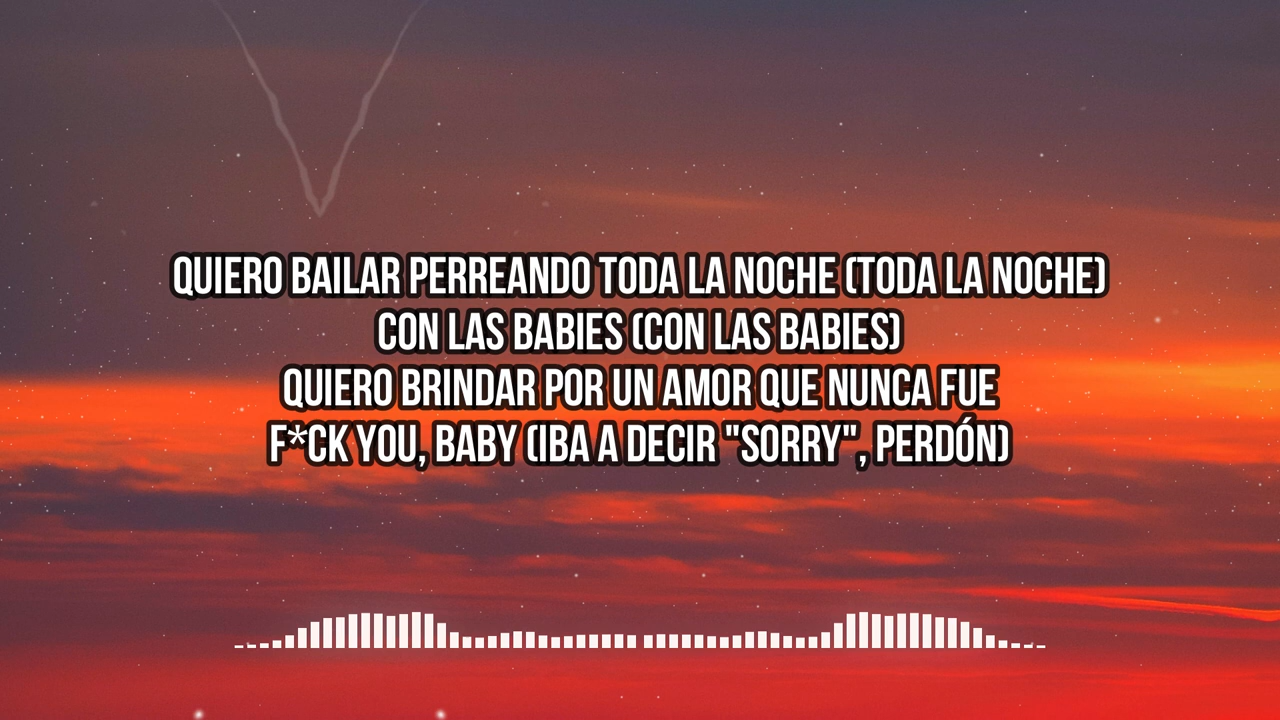 QUIERO BAILAR PERREANDO TODA LA NOCHE (TODA LA NOCHE)
CON LAS BABIES (CON LAS BABIES)
QUIERO BRINDAR POR UN AMOR QUE NUNCA FUE
F*CK YOU, BABY (IBA A DECIR "SORRY", PERDÓN)